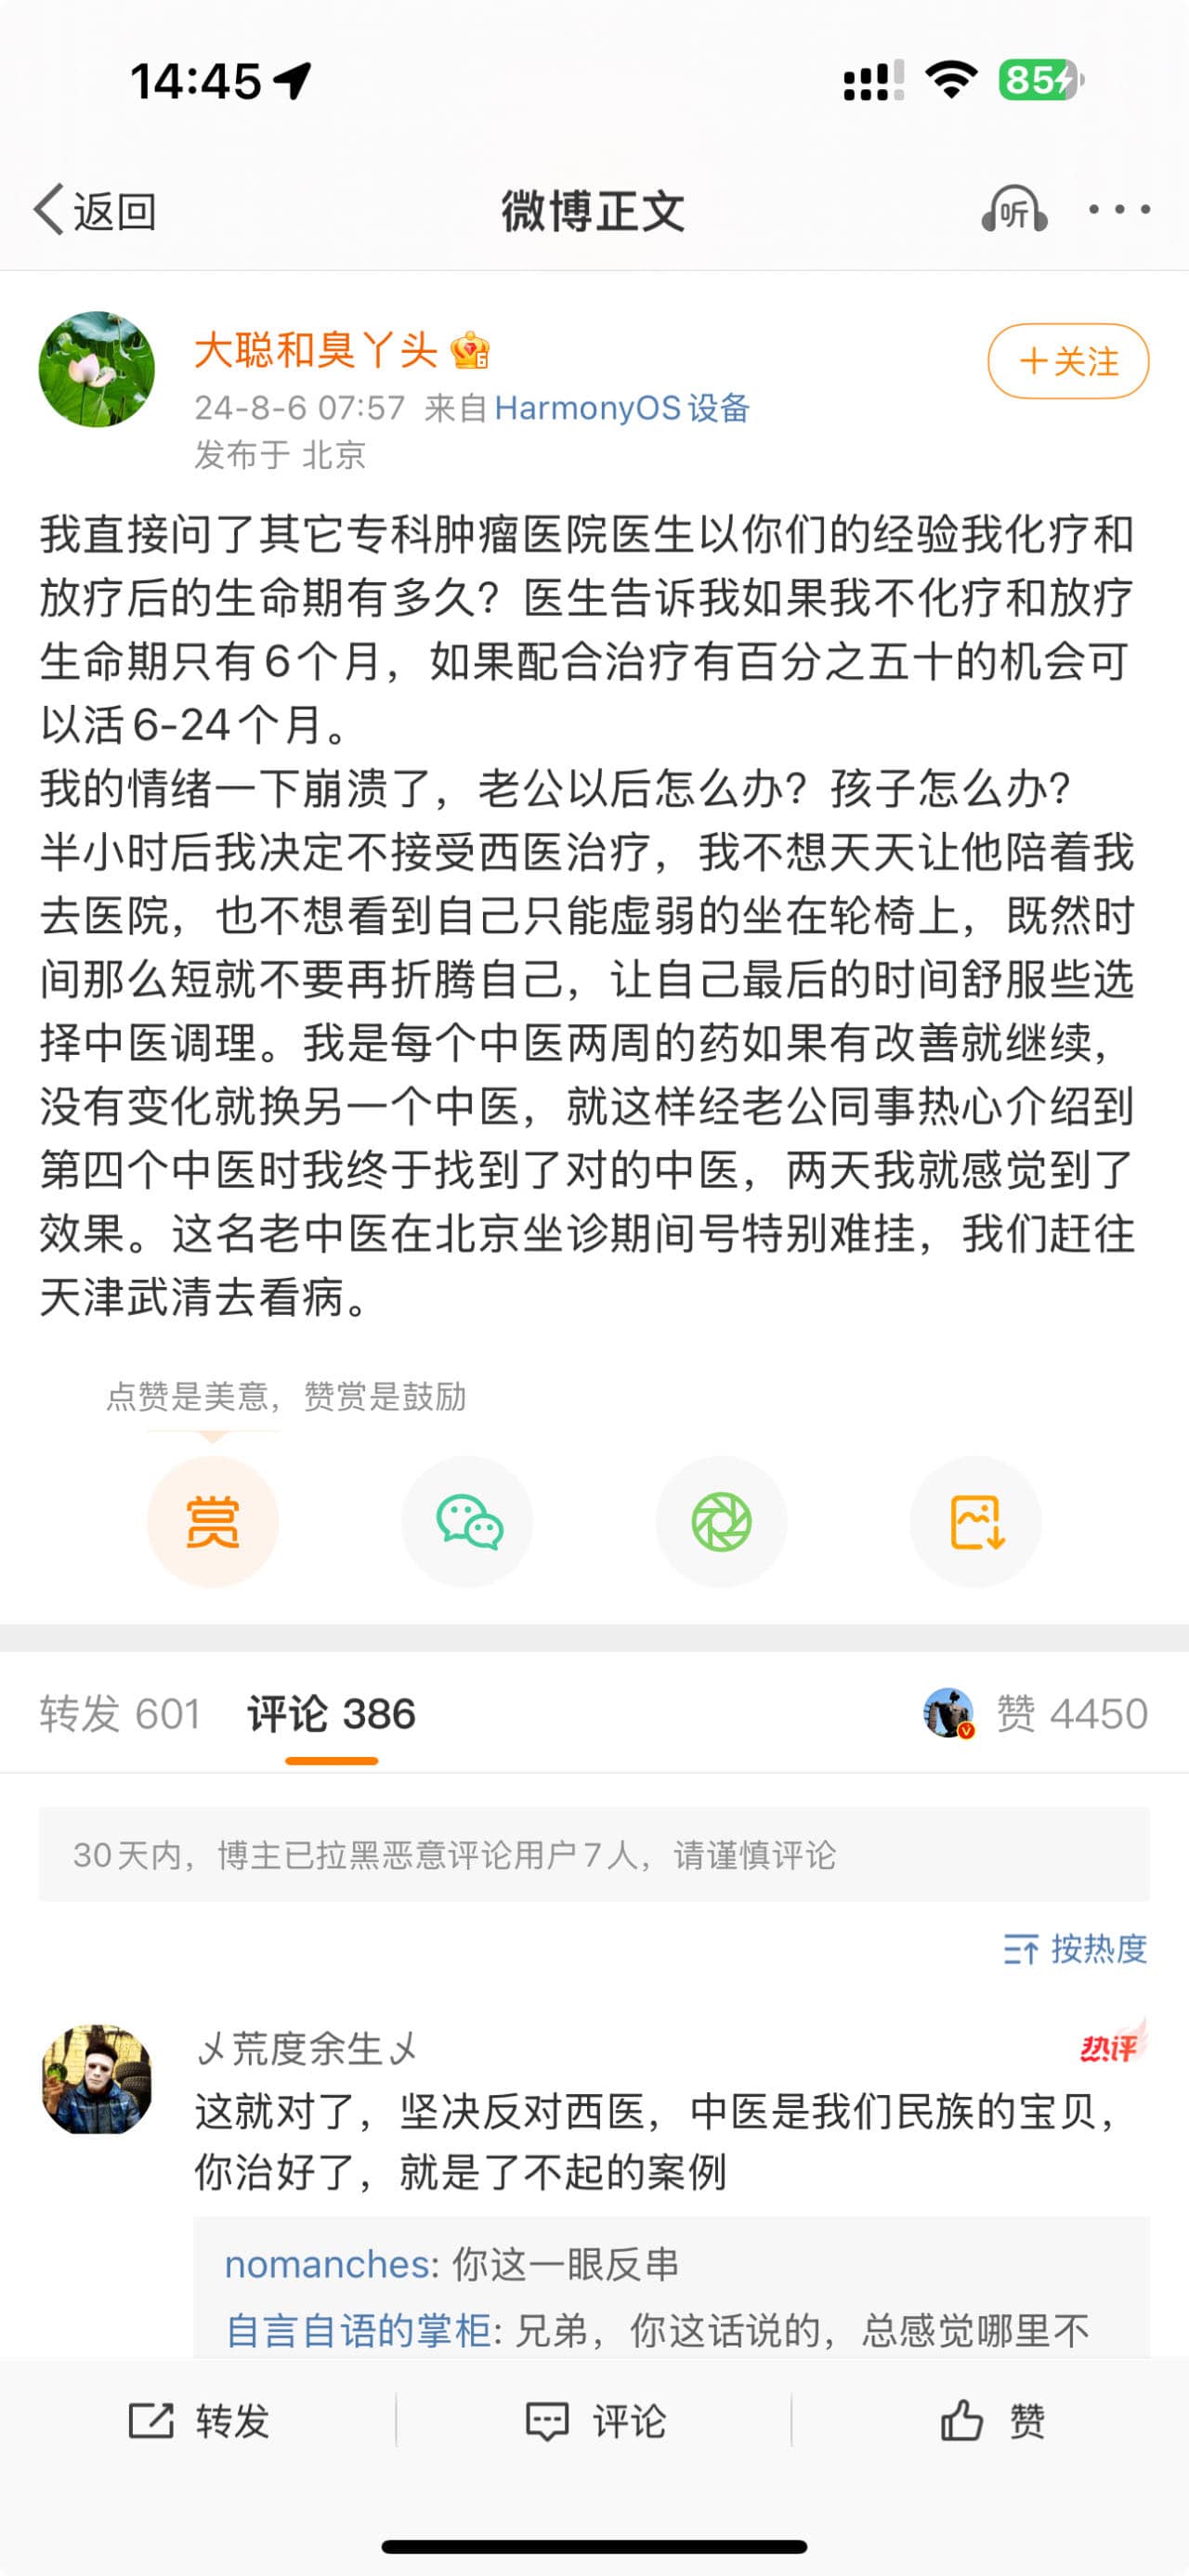 14:45
85
返回
微博正文
听
大聪和臭丫头
6
+关注
24-8-6 07:57 来自 HarmonyOS设备
发布于 北京
我直接问了其它专科肿瘤医院医生以你们的经验我化疗和
放疗后的生命期有多久？医生告诉我如果我不化疗和放疗
生命期只有6个月，如果配合治疗有百分之五十的机会可
以活6-24个月。
我的情绪一下崩溃了，老公以后怎么办？孩子怎么办？
半小时后我决定不接受西医治疗，我不想天天让他陪着我
去医院，也不想看到自己只能虚弱的坐在轮椅上，既然时
间那么短就不要再折腾自己，让自己最后的时间舒服些选
择中医调理。我是每个中医两周的药如果有改善就继续，
没有变化就换另一个中医，就这样经老公同事热心介绍到
第四个中医时我终于找到了对的中医，两天我就感觉到了
效果。这名老中医在北京坐诊期间号特别难挂，我们赶往
天津武清去看病。
点赞是美意，赞赏是鼓励
赏
转发 601 评论 386 赞 4450
30天内，博主已拉黑恶意评论用户7人，请谨慎评论
按热度
乄荒度余生乄
热评
这就对了，坚决反对西医，中医是我们民族的宝贝，
你治好了，就是了不起的案例
nomanches: 你这一眼反串
自言自语的掌柜: 兄弟，你这话说的，总感觉哪里不
转发 评论 赞